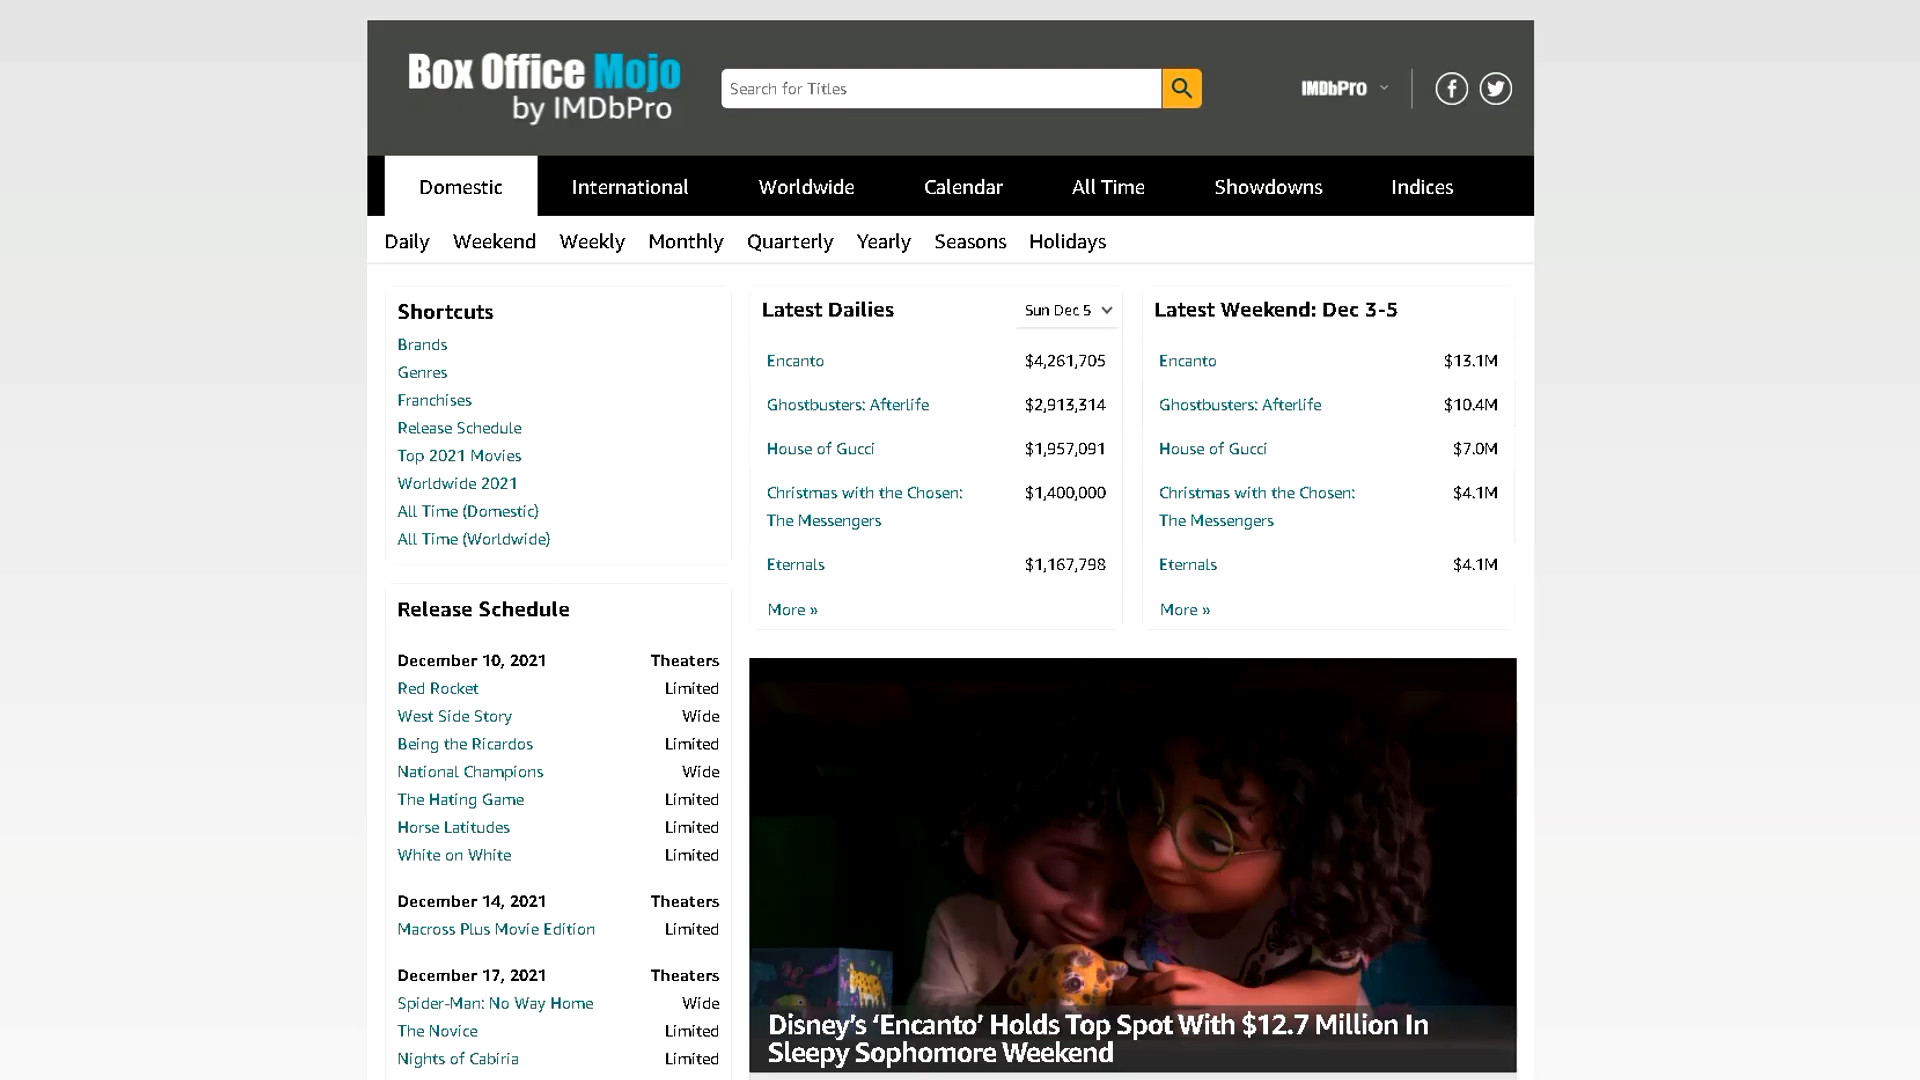 Box Office Mojo
by IMDbPro
Search for Titles
IMDbPro
Domestic International Worldwide Calendar All Time Showdowns Indices
Daily Weekend Weekly Monthly Quarterly Yearly Seasons Holidays
Shortcuts
Brands
Genres
Franchises
Release Schedule
Top 2021 Movies
Worldwide 2021
All Time (Domestic)
All Time (Worldwide)
Release Schedule
December 10, 2021 Theaters
Red Rocket Limited
West Side Story Wide
Being the Ricardos Limited
National Champions Wide
The Hating Game Limited
Horse Latitudes Limited
White on White Limited
December 14, 2021 Theaters
Macross Plus Movie Edition Limited
December 17, 2021 Theaters
Spider-Man: No Way Home Wide
The Novice Limited
Nights of Cabiria Limited
Latest Dailies Sun Dec 5
Encanto $4,261,705
Ghostbusters: Afterlife $2,913,314
House of Gucci $1,957,091
Christmas with the Chosen: $1,400,000
The Messengers
Eternals $1,167,798
More »
Latest Weekend: Dec 3-5
Encanto $13.1M
Ghostbusters: Afterlife $10.4M
House of Gucci $7.0M
Christmas with the Chosen: $4.1M
The Messengers
Eternals $4.1M
More »
Disney's 'Encanto' Holds Top Spot With $12.7 Million In
Sleepy Sophomore Weekend